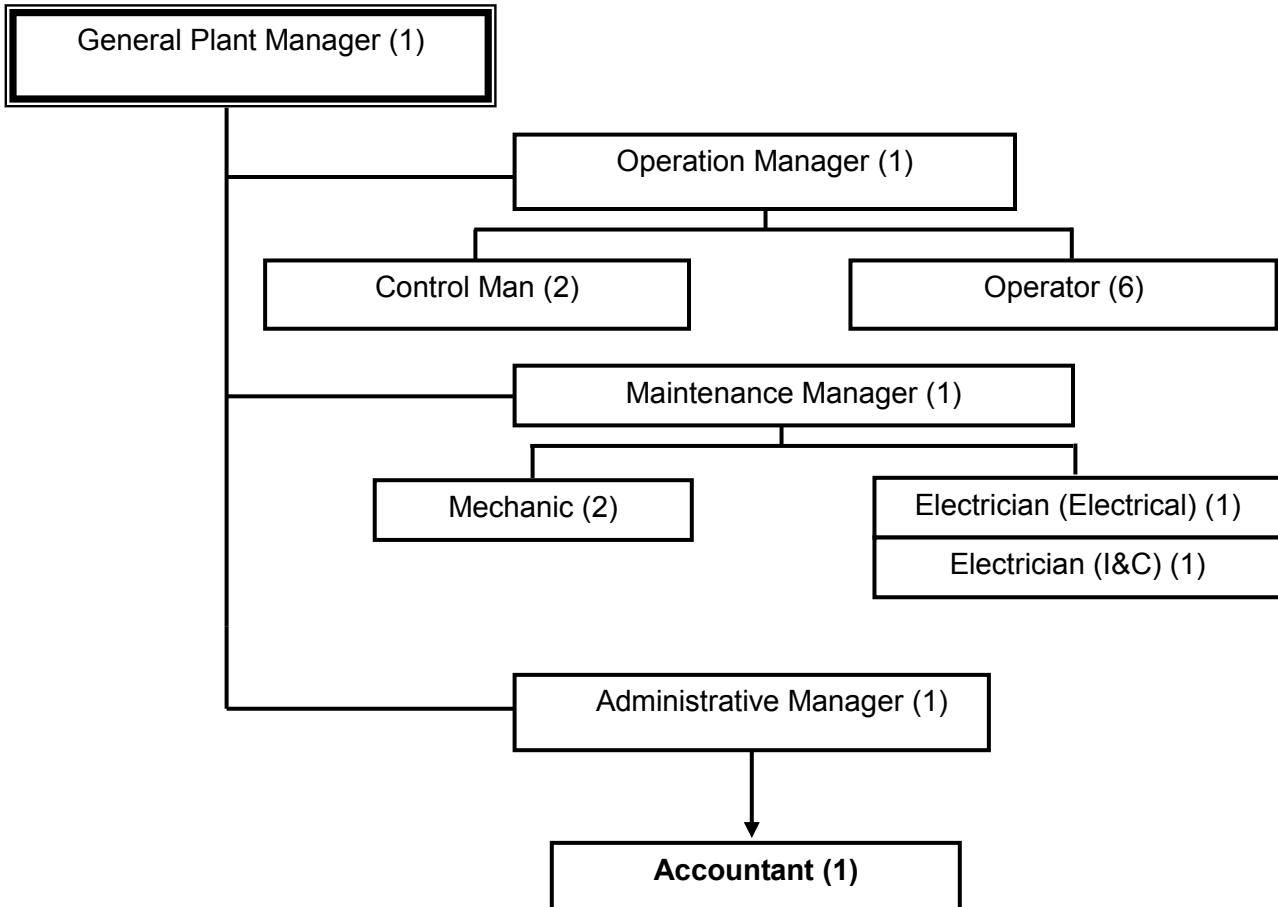 General Plant Manager (1)
Operation Manager (1)
Control Man (2)
Operator (6)
Maintenance Manager (1)
Mechanic (2)
Electrician (Electrical) (1)
Electrician (I&C) (1)
Administrative Manager (1)
Accountant (1)